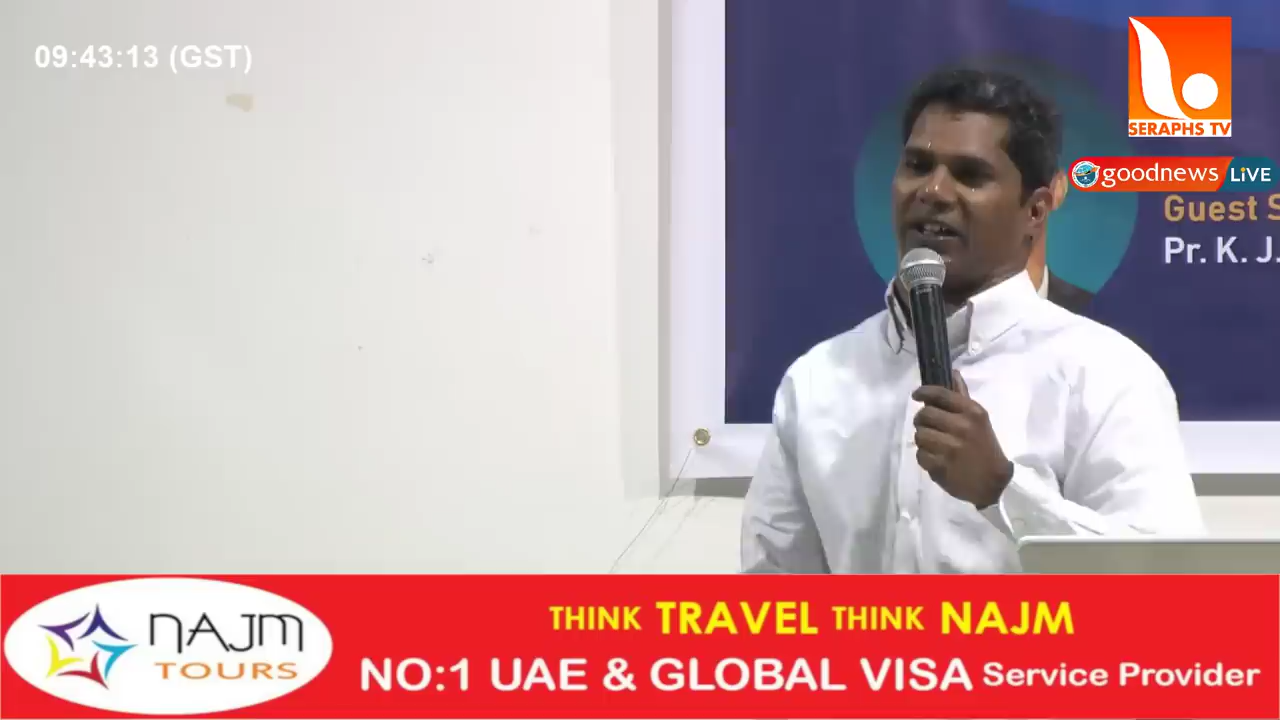 09:43:13 (GST)
SERAPHS TV
goodnews LIVE
Guest
Pr. K. J.
NAJM
TOURS
THINK TRAVEL THINK NAJM
NO:1 UAE & GLOBAL VISA Service Provider